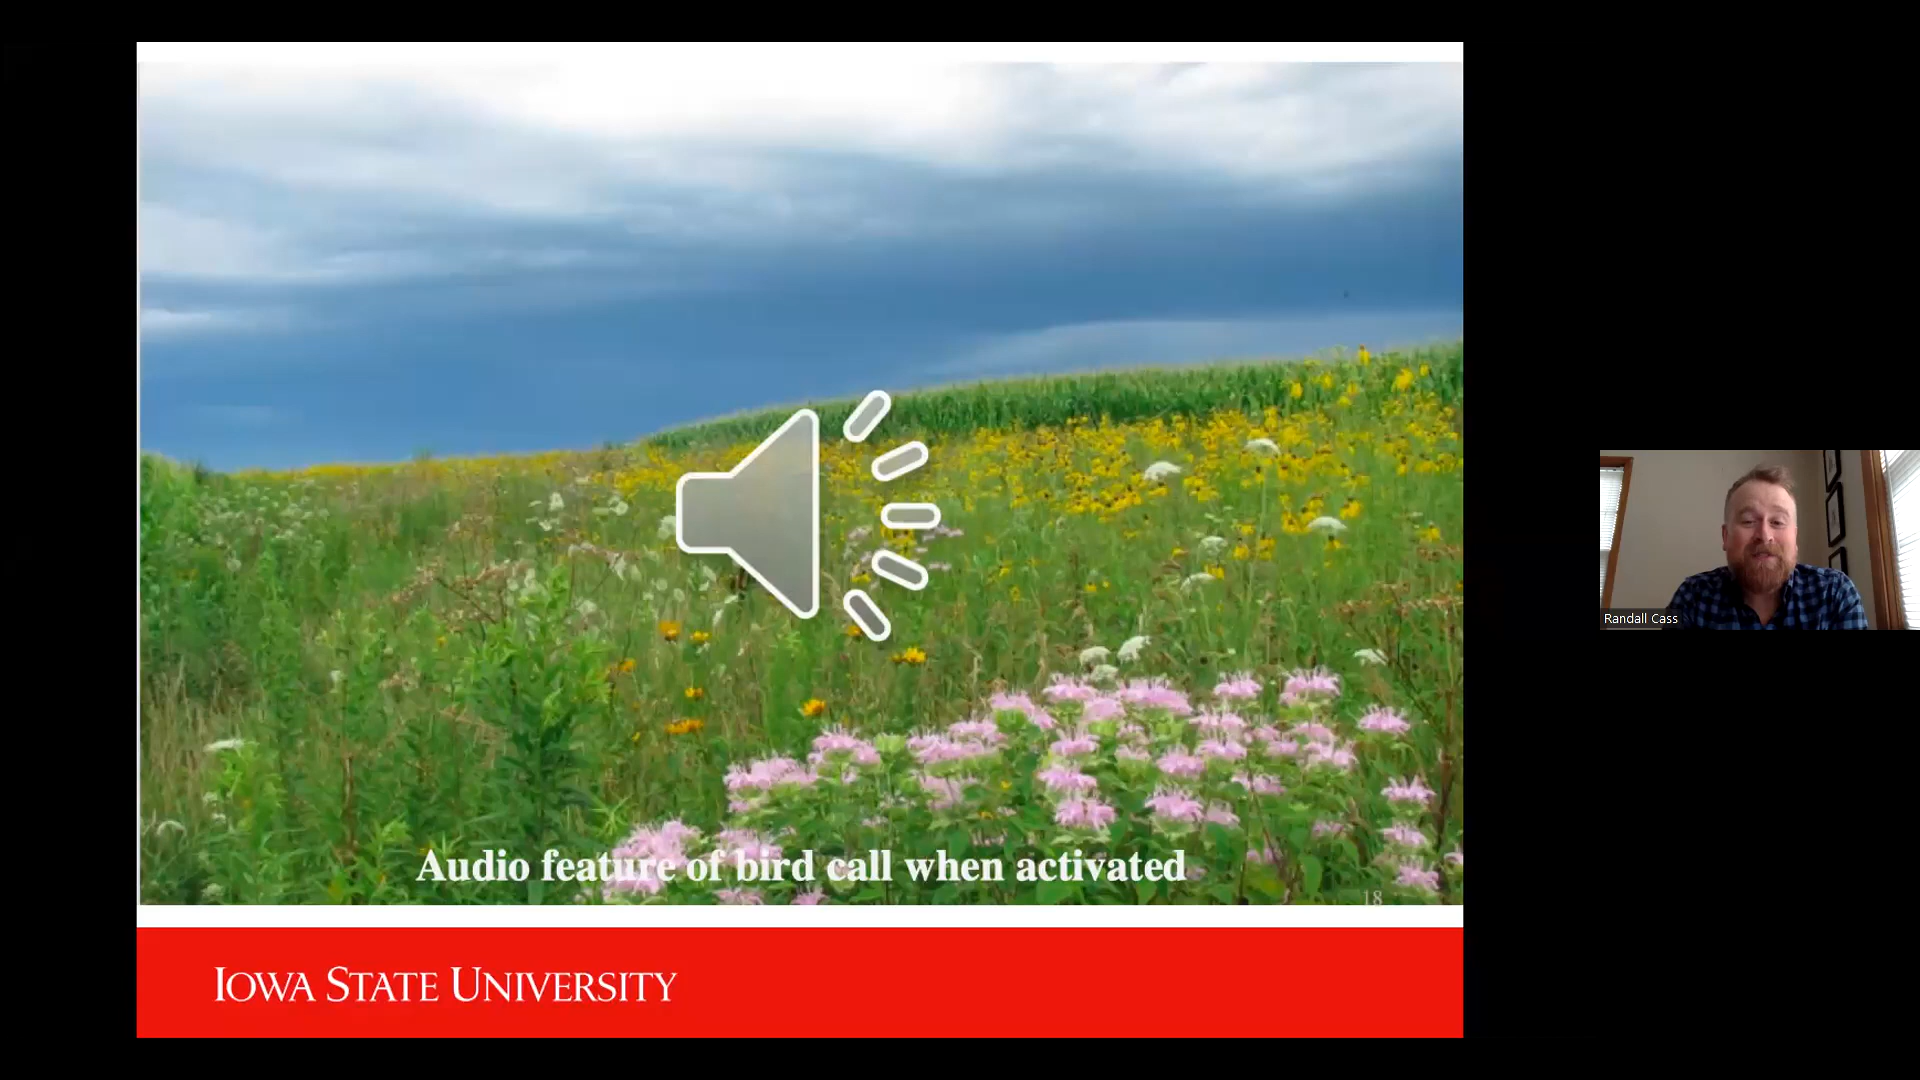 Audio feature of bird call when activated
18
IOWA STATE UNIVERSITY
Randall Cass